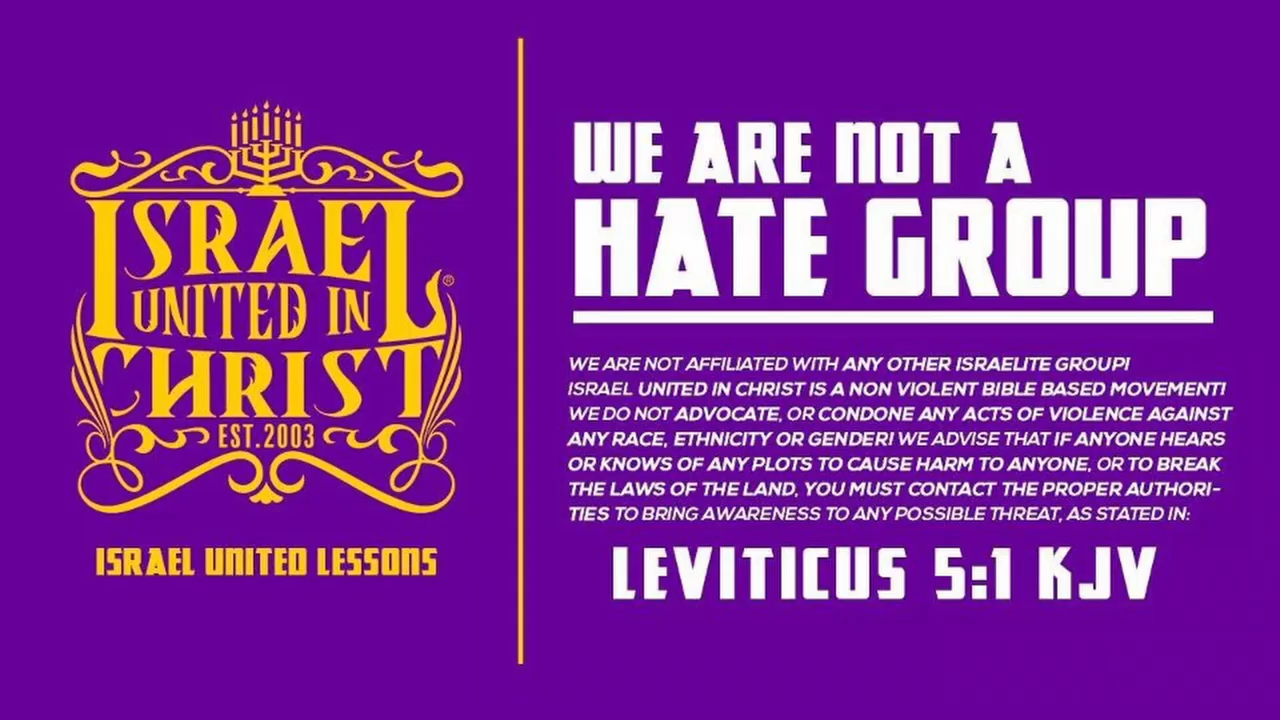 ISRAEL
UNITED IN
CHRIST
®
EST.2003
ISRAEL UNITED LESSONS
WE ARE NOT A
HATE GROUP
WE ARE NOT AFFILIATED WITH ANY OTHER ISRAELITE GROUP!
ISRAEL UNITED IN CHRIST IS A NON VIOLENT BIBLE BASED MOVEMENT!
WE DO NOT ADVOCATE, OR CONDONE ANY ACTS OF VIOLENCE AGAINST
ANY RACE, ETHNICITY OR GENDER! WE ADVISE THAT IF ANYONE HEARS
OR KNOWS OF ANY PLOTS TO CAUSE HARM TO ANYONE, OR TO BREAK
THE LAWS OF THE LAND, YOU MUST CONTACT THE PROPER AUTHORI-
TIES TO BRING AWARENESS TO ANY POSSIBLE THREAT, AS STATED IN:
LEVITICUS 5:1 KJV